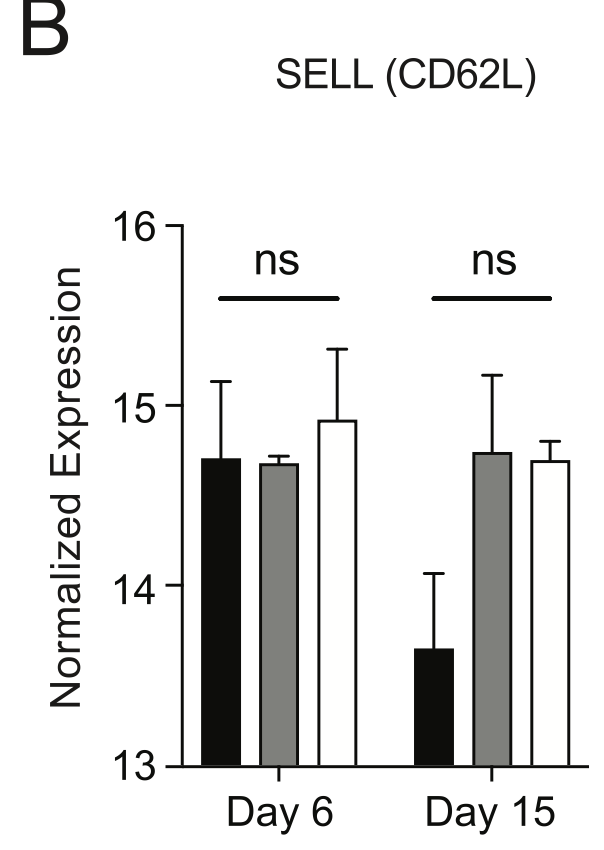 B
SELL (CD62L)
16
ns
ns
15
14
13
Normalized Expression
Day 6
Day 15